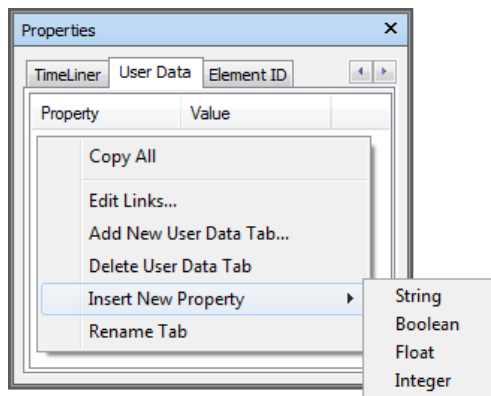 Properties
TimeLiner User Data Element ID
Property Value
Copy All
Edit Links...
Add New User Data Tab...
Delete User Data Tab
Insert New Property
Rename Tab
String
Boolean
Float
Integer